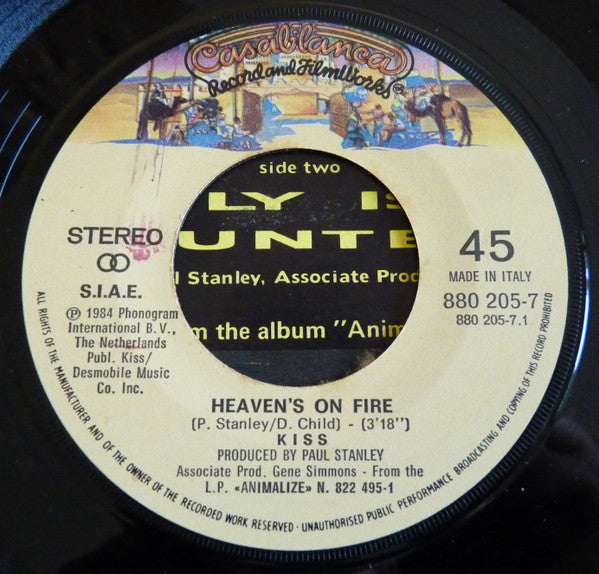 Casablanca
Record and FilmWorks
side two
LY IS
UNTE
l Stanley, Associate Prod
m the album "Anim
STEREO
S.I.A.E.
℗ 1984 Phonogram
International B.V.,
The Netherlands
Publ. Kiss/
Desmobile Music
Co. Inc.
45
MADE IN ITALY
880 205-7
880 205-7.1
HEAVEN'S ON FIRE
(P. Stanley/D. Child) - (3'18'')
KISS
PRODUCED BY PAUL STANLEY
Associate Prod. Gene Simmons - From the
L.P. «ANIMALIZE» N. 822 495-1
ALL RIGHTS OF THE MANUFACTURER AND OF THE OWNER OF THE RECORDED WORK RESERVED - UNAUTHORISED PUBLIC PERFORMANCE BROADCASTING AND COPYING OF THIS RECORD PROHIBITED